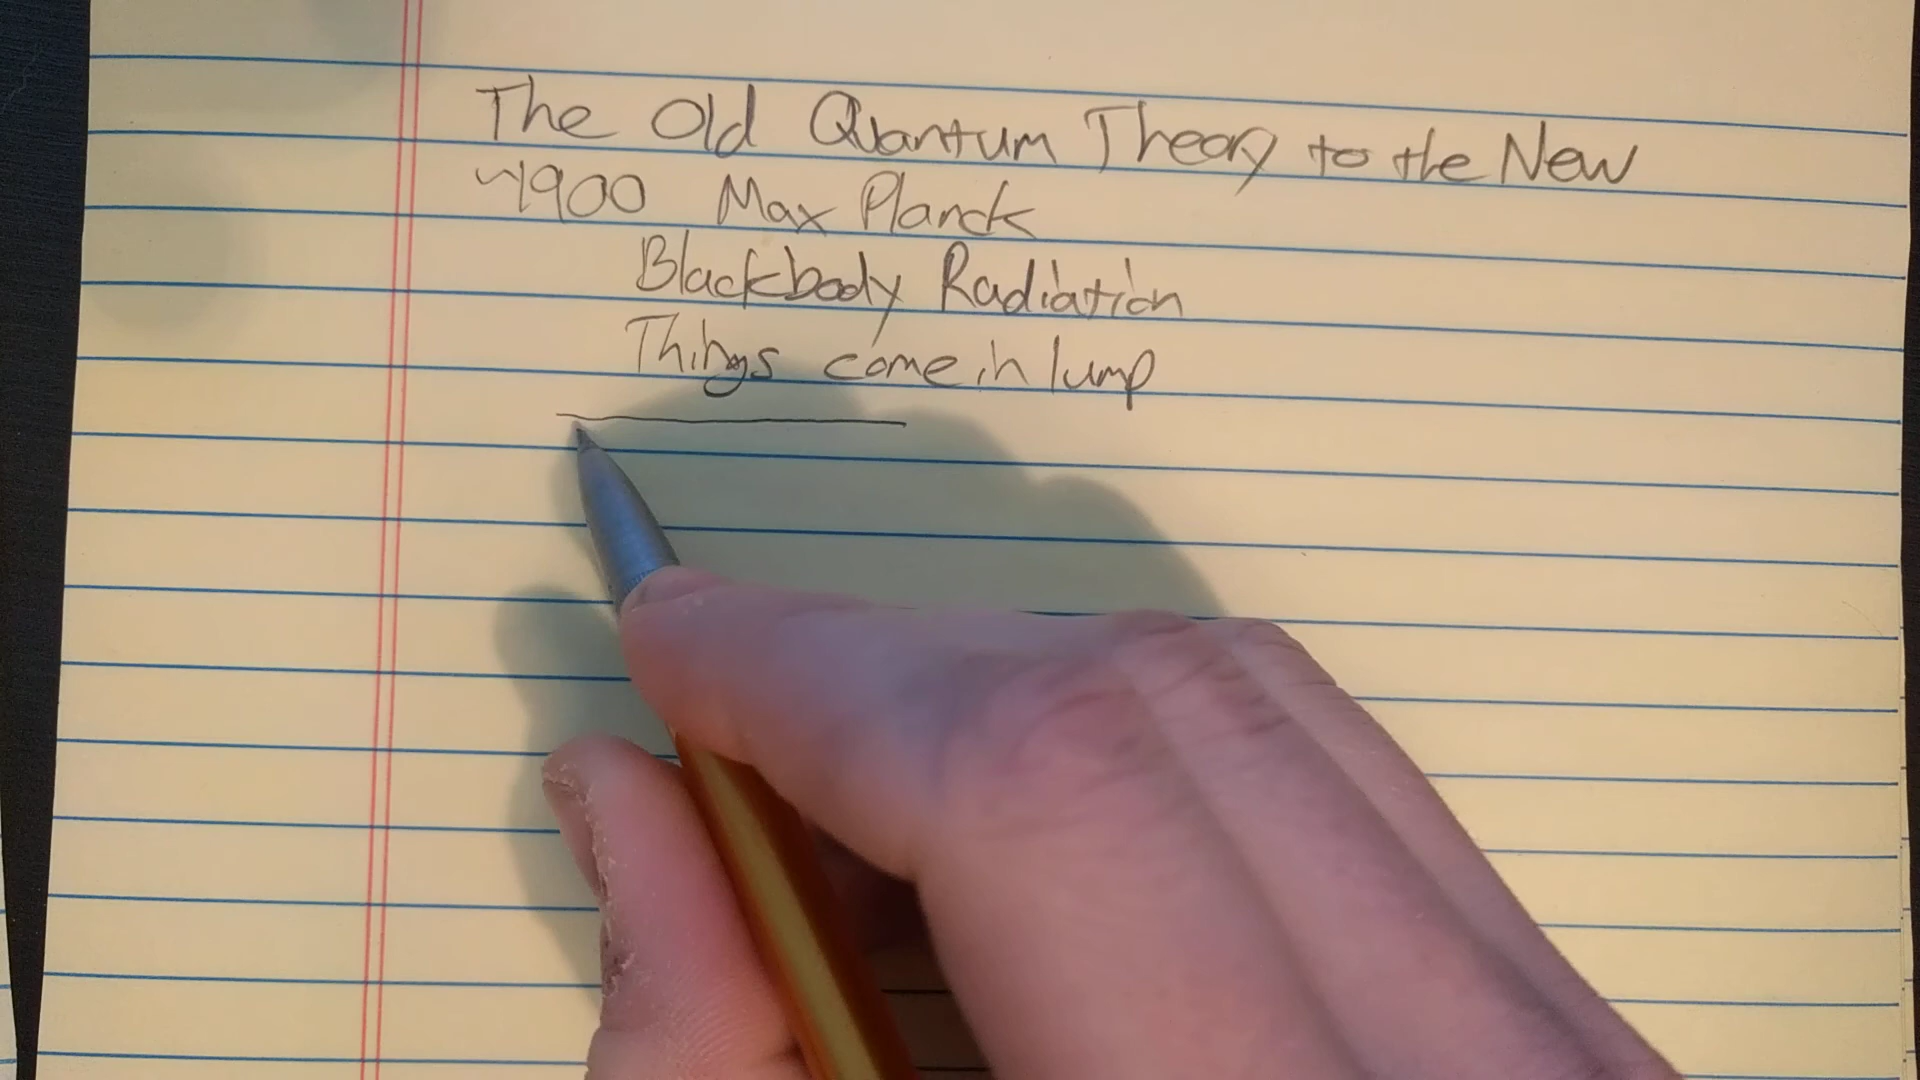 The Old Quantum Theory to the New
~1900 Max Planck
Blackbody Radiation
Things come in lump